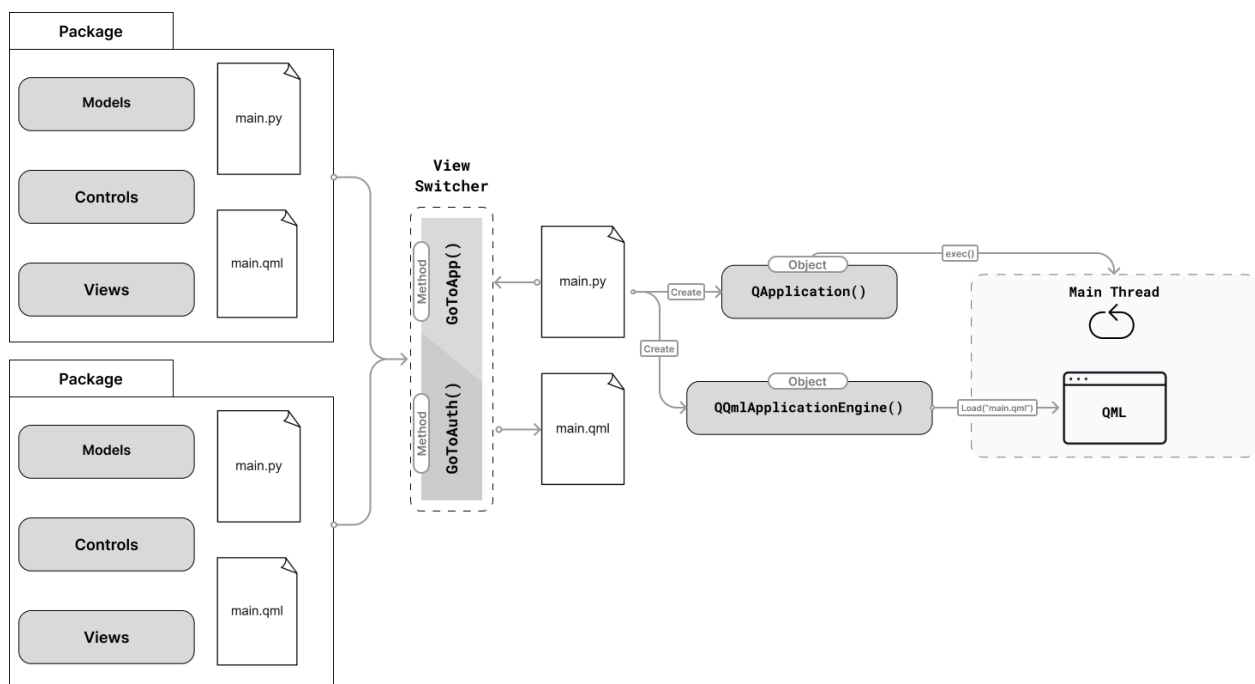 Package
Models
main.py
Controls
main.qml
Views
Package
Models
main.py
Controls
main.qml
Views
View
Switcher
Method
GoToApp()
Method
GoToAuth()
main.py
main.qml
Create
Create
Object
QApplication()
exec()
Object
QQmlApplicationEngine()
Load("main.qml")
Main Thread
QML